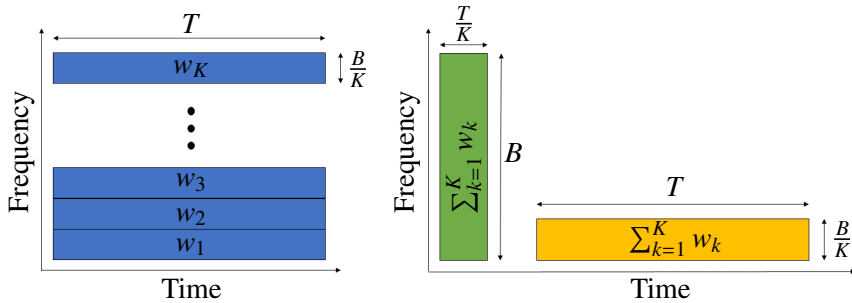 T
w_K
B/K
w_3
w_2
w_1
Frequency
Time
T/K
∑_{k=1}^{K} w_k
B
T
∑_{k=1}^{K} w_k
B/K
Frequency
Time